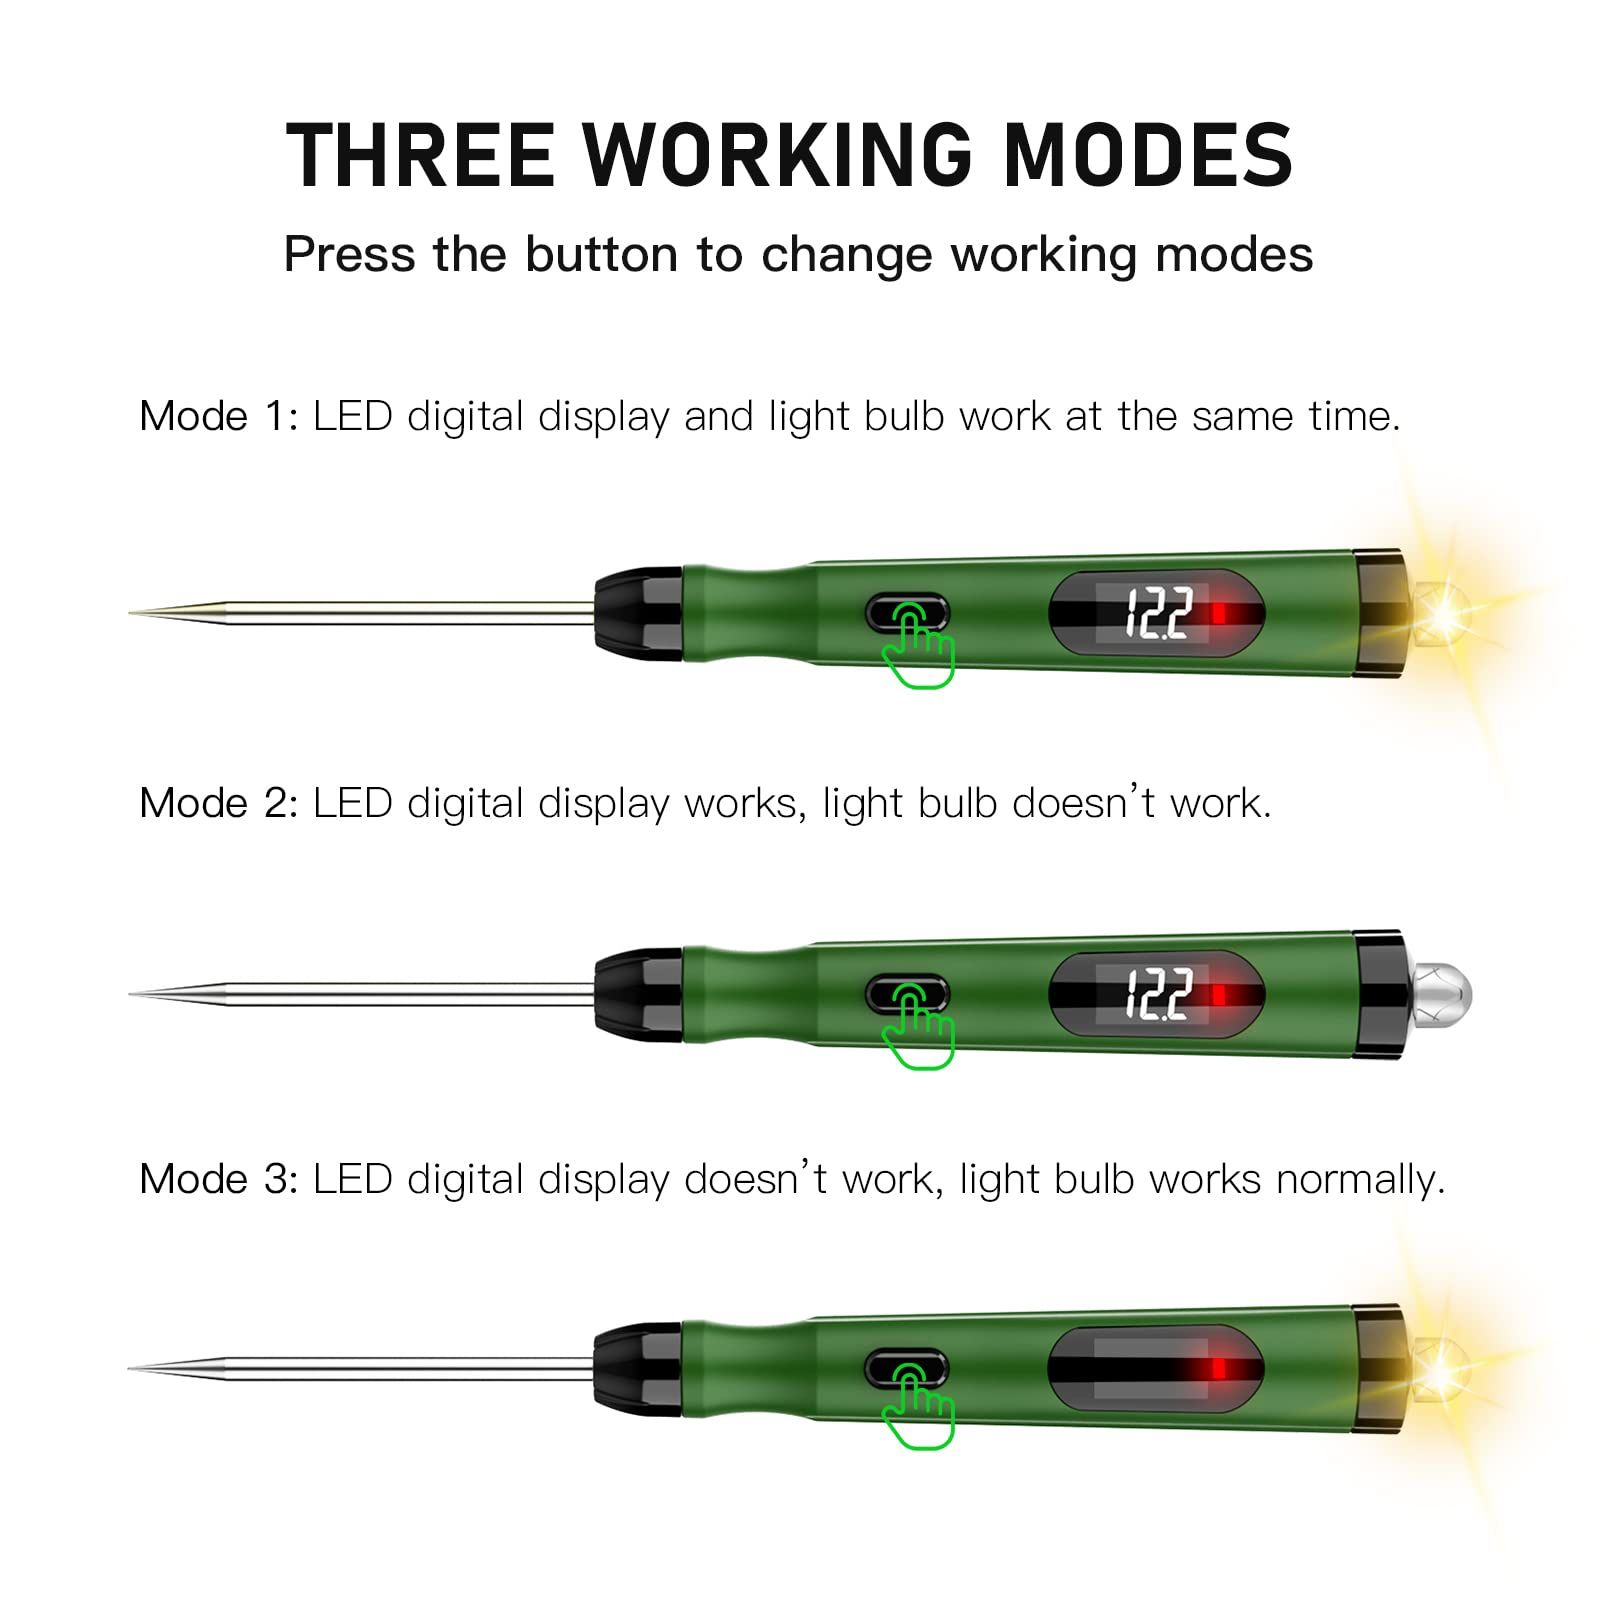 THREE WORKING MODES
Press the button to change working modes
Mode 1: LED digital display and light bulb work at the same time.
12.2
Mode 2: LED digital display works, light bulb doesn’t work.
12.2
Mode 3: LED digital display doesn’t work, light bulb works normally.